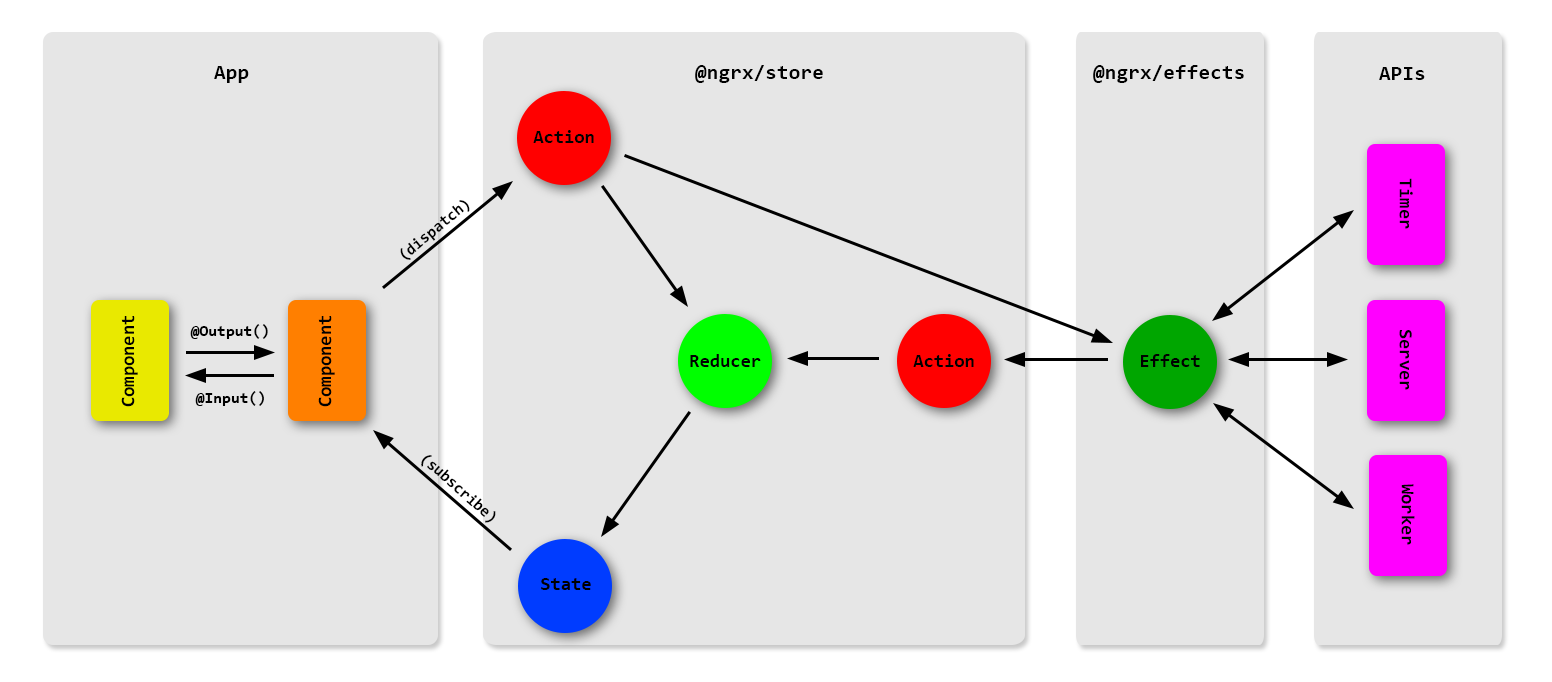 App
@ngrx/store
@ngrx/effects
APIs
Action
(dispatch)
Timer
Component
@Output()
@Input()
Component
Reducer
Action
Effect
Server
(subscribe)
Worker
State